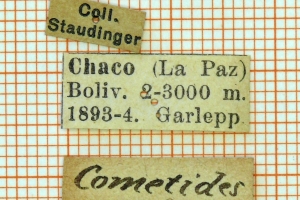 Coll.
Staudinger
Chaco (La Paz)
Boliv. 2-3000 m.
1893-4. Garlepp
Cometides